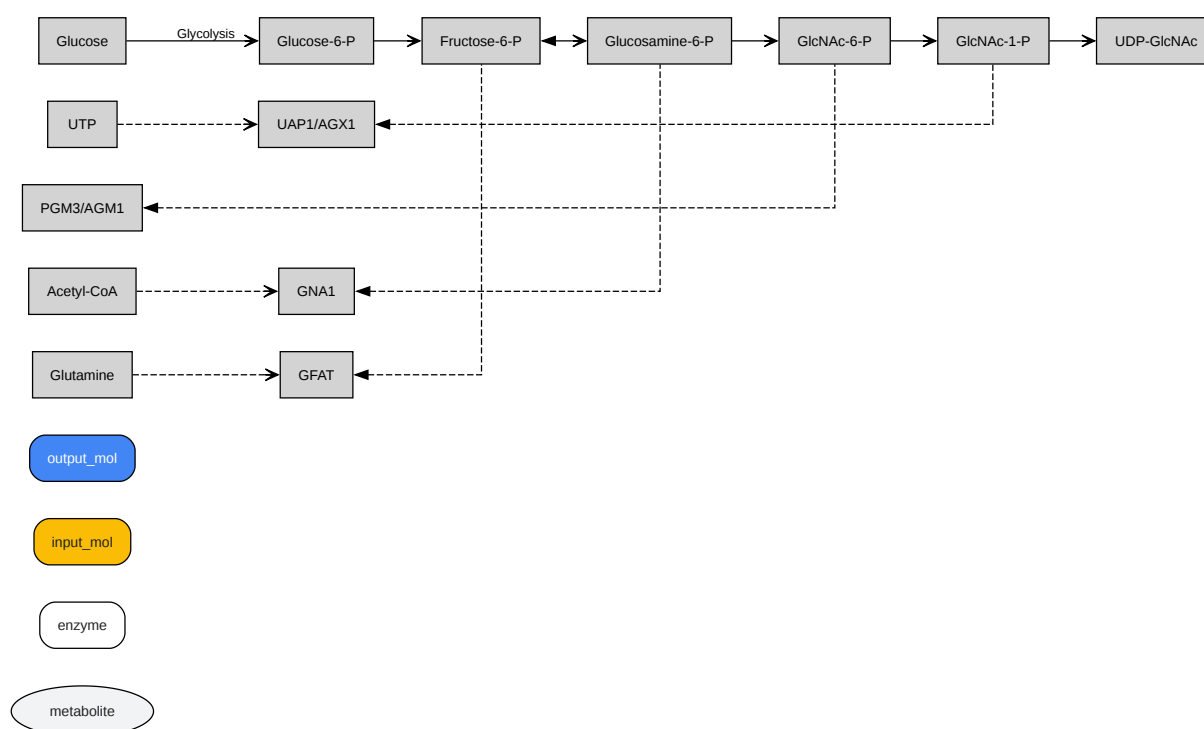 Glucose
Glycolysis
Glucose-6-P
Fructose-6-P
Glucosamine-6-P
GlcNAc-6-P
GlcNAc-1-P
UDP-GlcNAc
UTP
UAP1/AGX1
PGM3/AGM1
Acetyl-CoA
GNA1
Glutamine
GFAT
output_mol
input_mol
enzyme
metabolite